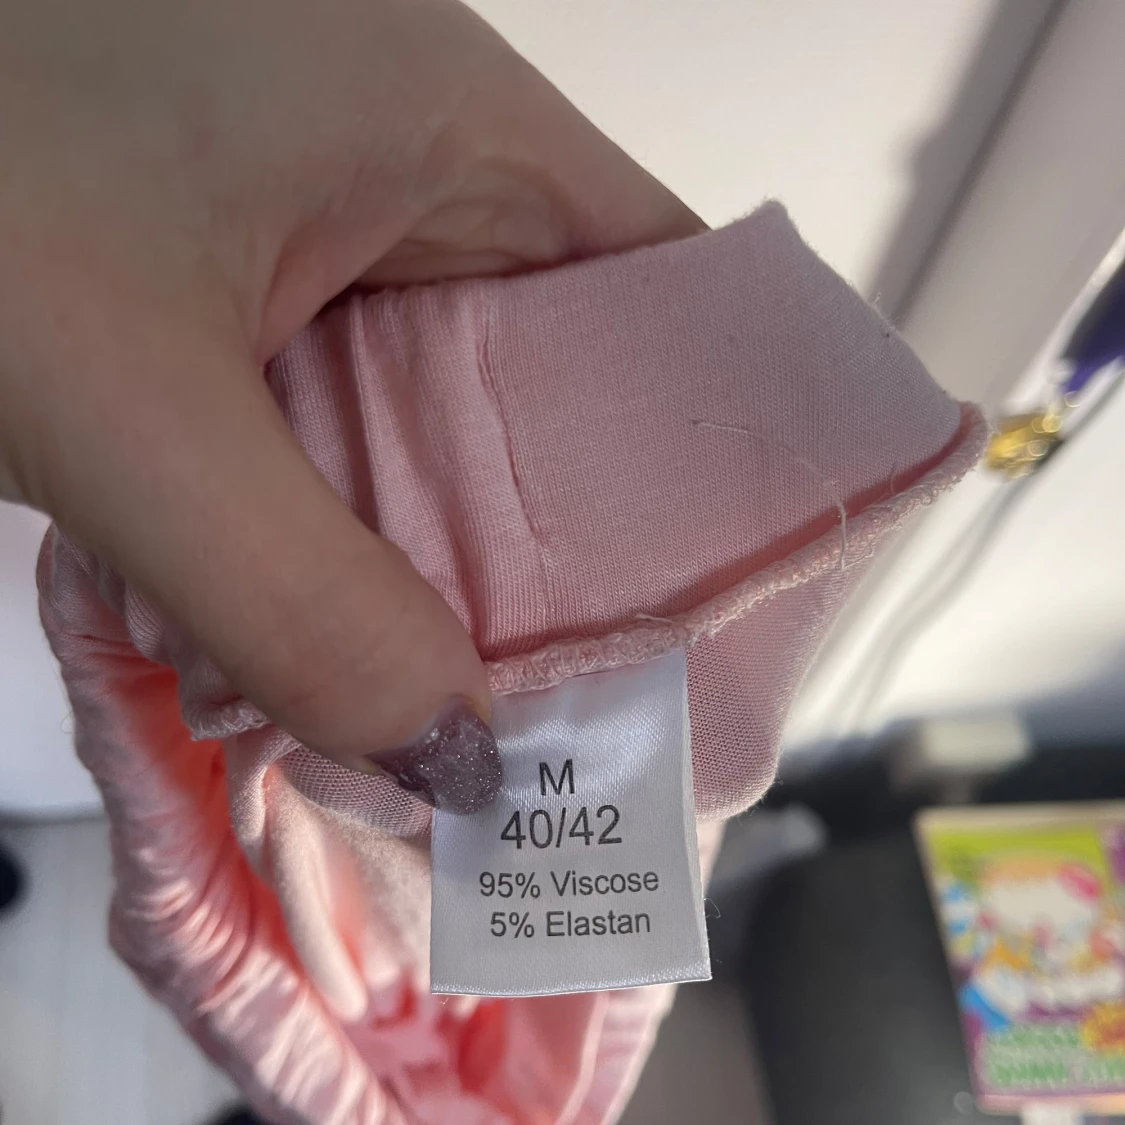 M
40/42
95% Viscose
5% Elastan